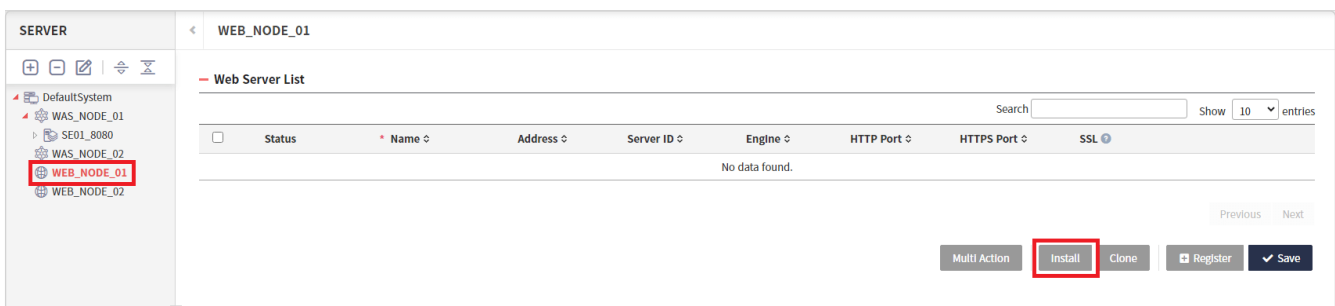 SERVER
WEB_NODE_01
DefaultSystem
WAS_NODE_01
SE01_8080
WAS_NODE_02
WEB_NODE_01
WEB_NODE_02
Web Server List
Search
Show 10 entries
Status * Name Address Server ID Engine HTTP Port HTTPS Port SSL
No data found.
Previous Next
Multi Action Install Clone Register Save